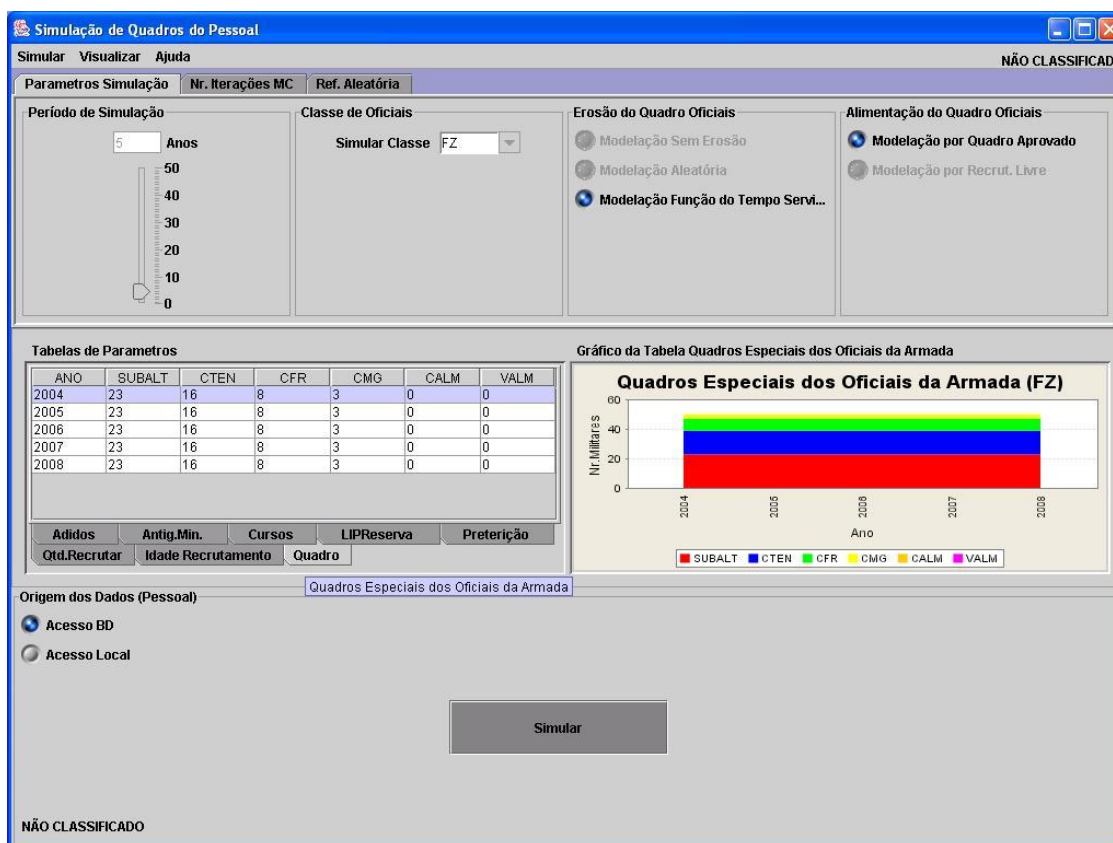 Simulação de Quadros do Pessoal
Simular Visualizar Ajuda
NÃO CLASSIFICAD
Parametros Simulação Nr. Iterações MC Ref. Aleatória
Período de Simulação
5 Anos
50
40
30
20
10
0
Classe de Oficiais
Simular Classe FZ
Erosão do Quadro Oficiais
Modelação Sem Erosão
Modelação Aleatória
Modelação Função do Tempo Servi...
Alimentação do Quadro Oficiais
Modelação por Quadro Aprovado
Modelação por Recrut. Livre
Tabelas de Parametros
ANO SUBALT CTEN CFR CMG CALM VALM
2004 23 16 8 3 0 0
2005 23 16 8 3 0 0
2006 23 16 8 3 0 0
2007 23 16 8 3 0 0
2008 23 16 8 3 0 0
Adidos Antig.Min. Cursos LIPReserva Preterição
Qtd.Recrutar Idade Recrutamento Quadro
Quadros Especiais dos Oficiais da Armada
Gráfico da Tabela Quadros Especiais dos Oficiais da Armada
Quadros Especiais dos Oficiais da Armada (FZ)
Nr.Militares
60
40
20
0
2004 2005 2006 2007 2008
Ano
SUBALT CTEN CFR CMG CALM VALM
Origem dos Dados (Pessoal)
Acesso BD
Acesso Local
Simular
NÃO CLASSIFICADO